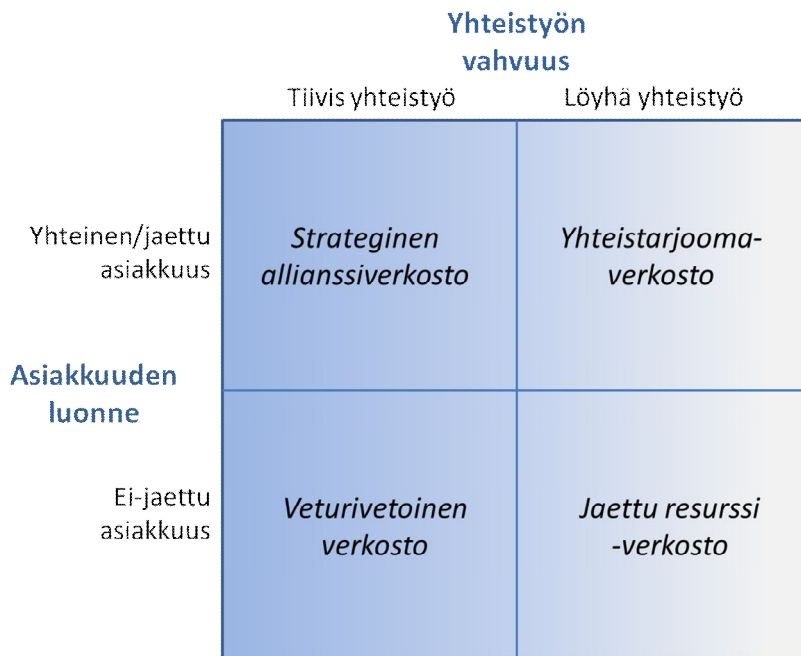 Yhteistyön
vahvuus
Tiivis yhteistyö
Löyhä yhteistyö
Yhteinen/jaettu
asiakkuus
Strateginen
allianssiverkosto
Yhteistarjooma-
verkosto
Asiakkuuden
luonne
Ei-jaettu
asiakkuus
Veturivetoinen
verkosto
Jaettu resurssi
-verkosto